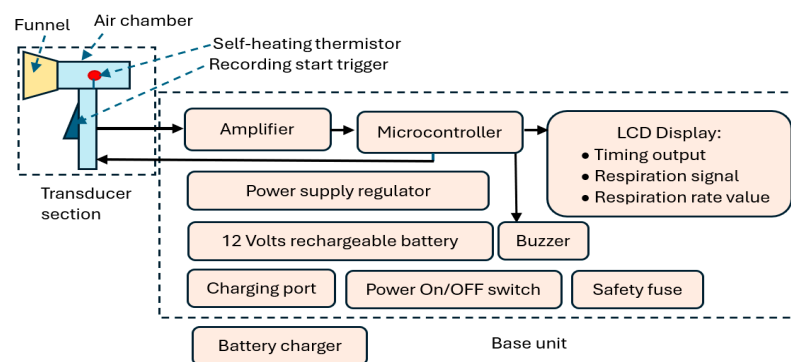 Funnel
Air chamber
Self-heating thermistor
Recording start trigger
Transducer
section
Amplifier
Microcontroller
LCD Display:
● Timing output
● Respiration signal
● Respiration rate value
Power supply regulator
12 Volts rechargeable battery
Buzzer
Charging port
Power On/OFF switch
Safety fuse
Battery charger
Base unit